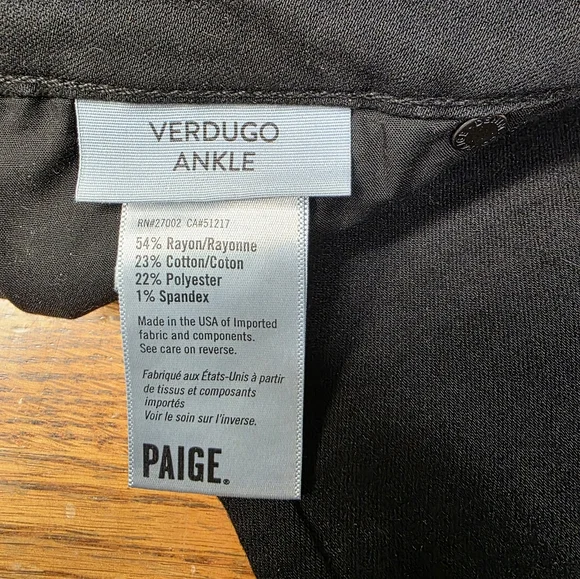 VERDUGO
ANKLE
RN#27002 CA#51217
54% Rayon/Rayonne
23% Cotton/Coton
22% Polyester
1% Spandex
Made in the USA of Imported
fabric and components.
See care on reverse.
Fabriqué aux États-Unis à partir
de tissus et composants
importés
Voir le soin sur l'inverse.
PAIGE®